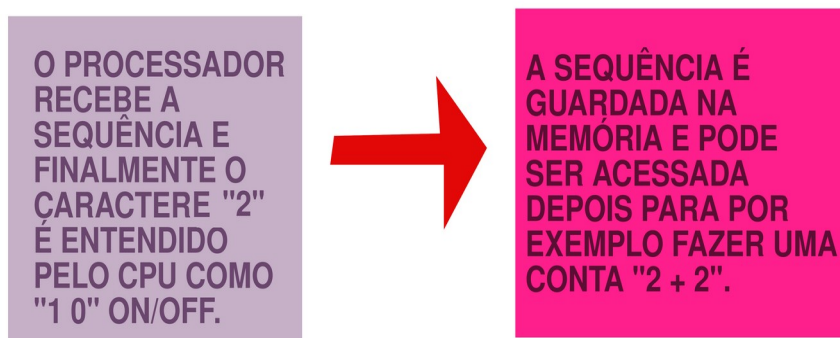 O PROCESSADOR
RECEBE A
SEQUÊNCIA E
FINALMENTE O
CARACTERE "2"
É ENTENDIDO
PELO CPU COMO
"1 0" ON/OFF.
A SEQUÊNCIA É
GUARDADA NA
MEMÓRIA E PODE
SER ACESSADA
DEPOIS PARA POR
EXEMPLO FAZER UMA
CONTA "2 + 2".